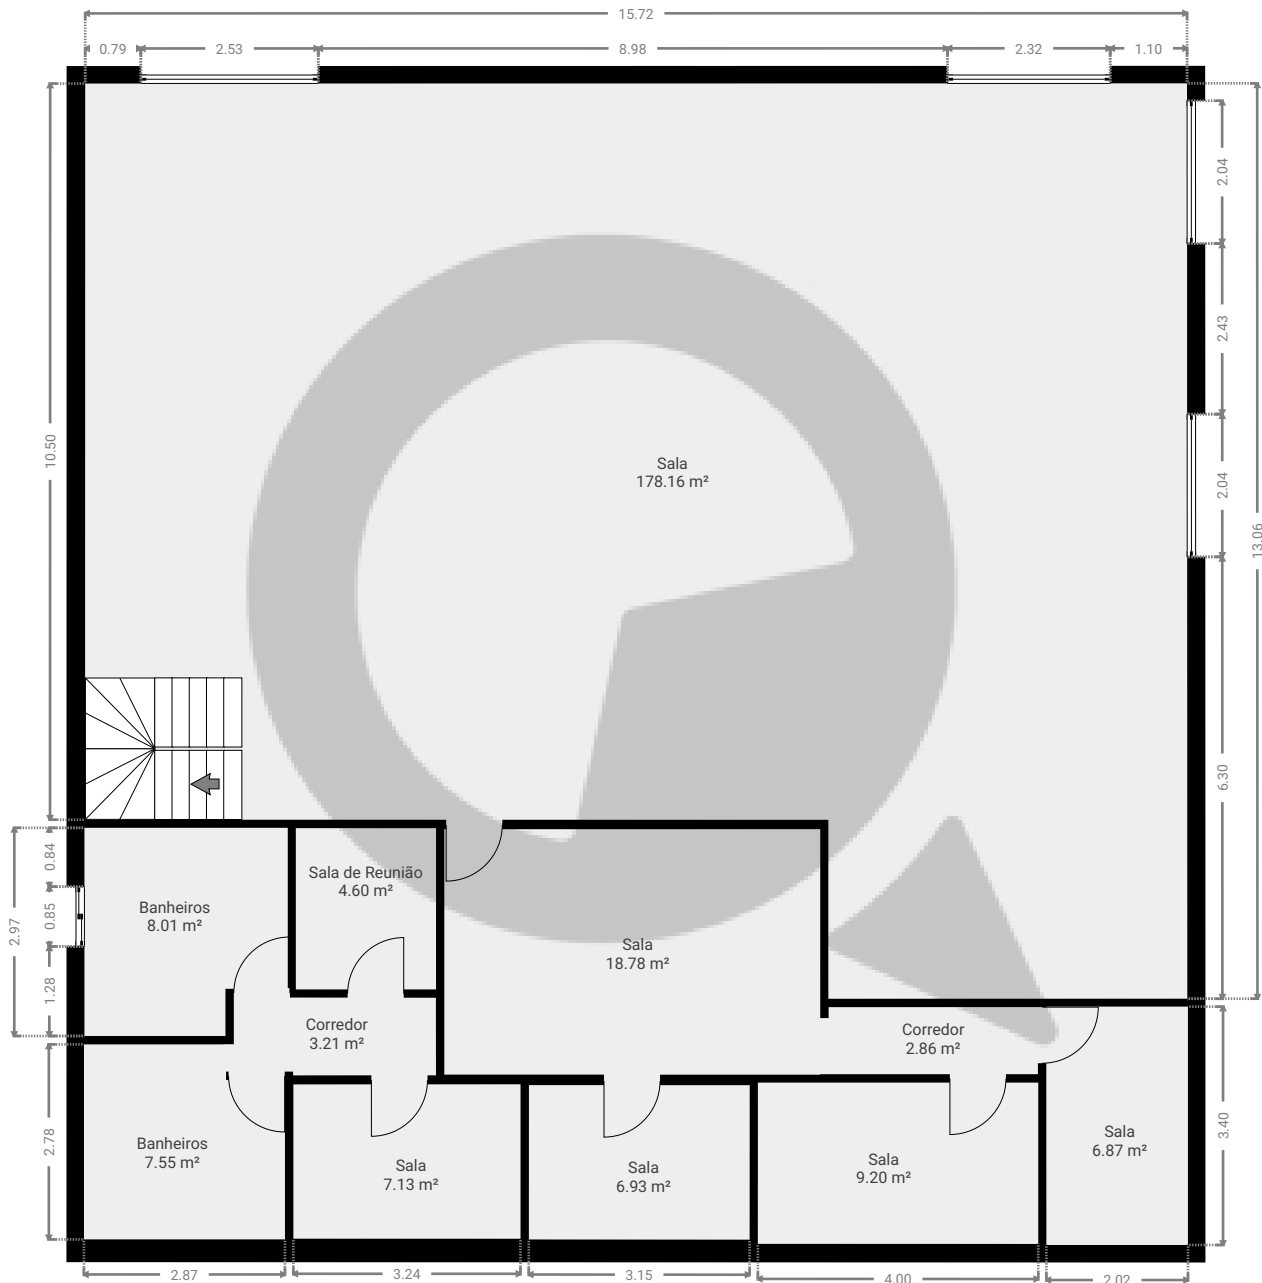 15.72
0.79
2.53
8.98
2.32
1.10
2.04
2.43
2.04
6.30
13.06
10.50
Sala
178.16 m²
0.84
0.85
1.28
2.97
2.78
Sala de Reunião
4.60 m²
Banheiros
8.01 m²
Sala
18.78 m²
Corredor
3.21 m²
Corredor
2.86 m²
3.40
Banheiros
7.55 m²
Sala
7.13 m²
Sala
6.93 m²
Sala
9.20 m²
Sala
6.87 m²
2.87
3.24
3.15
4.00
2.02